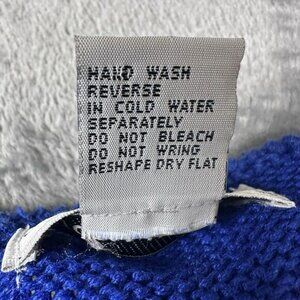 HAND WASH
REVERSE
IN COLD WATER
SEPARATELY
DO NOT BLEACH
DO NOT WRING
RESHAPE DRY FLAT